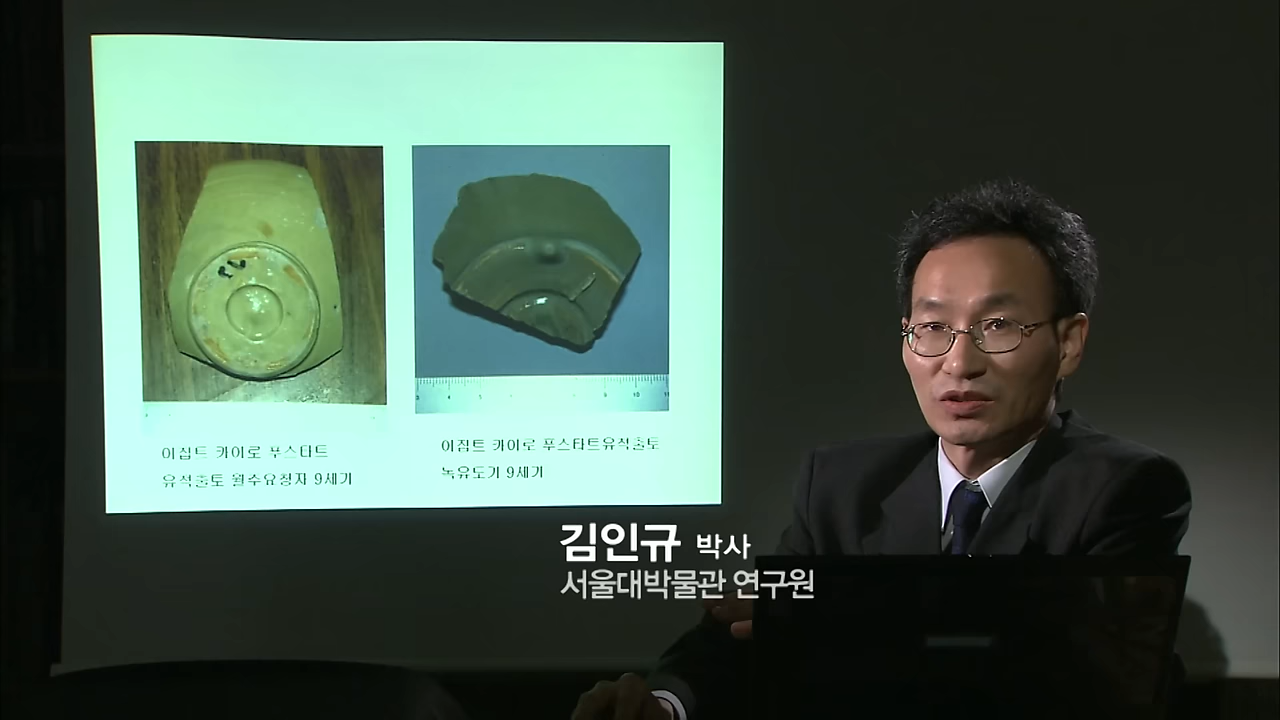 이집트 카이로 푸스타트
유적출토 월주요청자 9세기
이집트 카이로 푸스타트유적출토
녹유도기 9세기
김인규 박사
서울대박물관 연구원